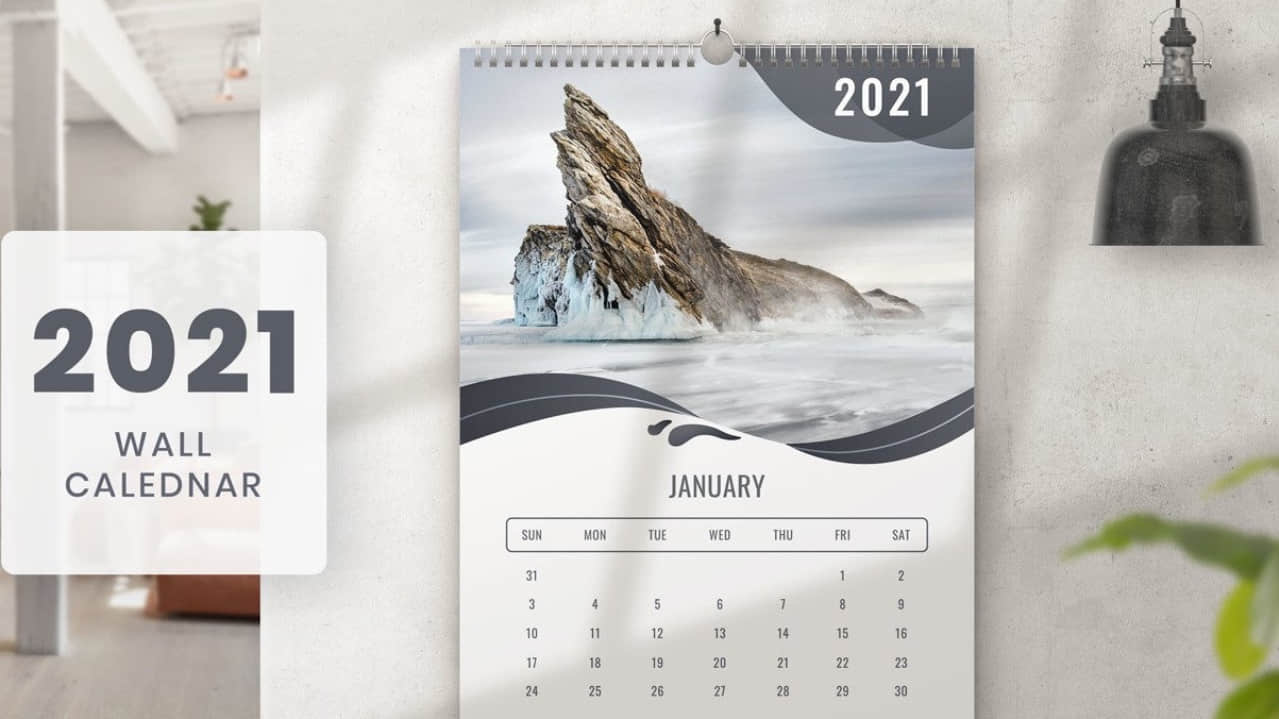 2021
WALL
CALEDNAR
2021
JANUARY
SUN MON TUE WED THU FRI SAT
31 1 2
3 4 5 6 7 8 9
10 11 12 13 14 15 16
17 18 19 20 21 22 23
24 25 26 27 28 29 30